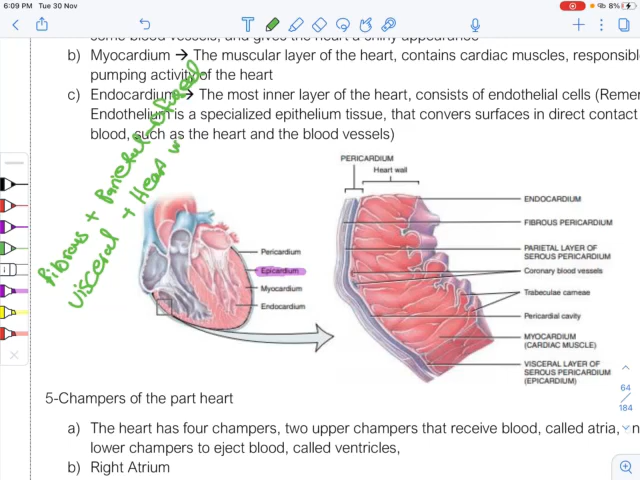 6:09 PM Tue 30 Nov
8%
some blood vessels, and gives the heart a shiny appearance
b) Myocardium → The muscular layer of the heart, contains cardiac muscles, responsibl
pumping activity of the heart
c) Endocardium → The most inner layer of the heart, consists of endothelial cells (Remer
Endothelium is a specialized epithelium tissue, that convers surfaces in direct contact
blood, such as the heart and the blood vessels)
Fibrous + Parietal
Visceral + Heart w
Pericardium
Epicardium
Myocardium
Endocardium
PERICARDIUM
Heart wall
ENDOCARDIUM
FIBROUS PERICARDIUM
PARIETAL LAYER OF
SEROUS PERICARDIUM
Coronary blood vessels
Trabeculae carneae
Pericardial cavity
MYOCARDIUM
(CARDIAC MUSCLE)
VISCERAL LAYER OF
SEROUS PERICARDIUM
(EPICARDIUM)
64
/
184
5-Champers of the part heart
a) The heart has four champers, two upper champers that receive blood, called atria,
lower champers to eject blood, called ventricles,
b) Right Atrium